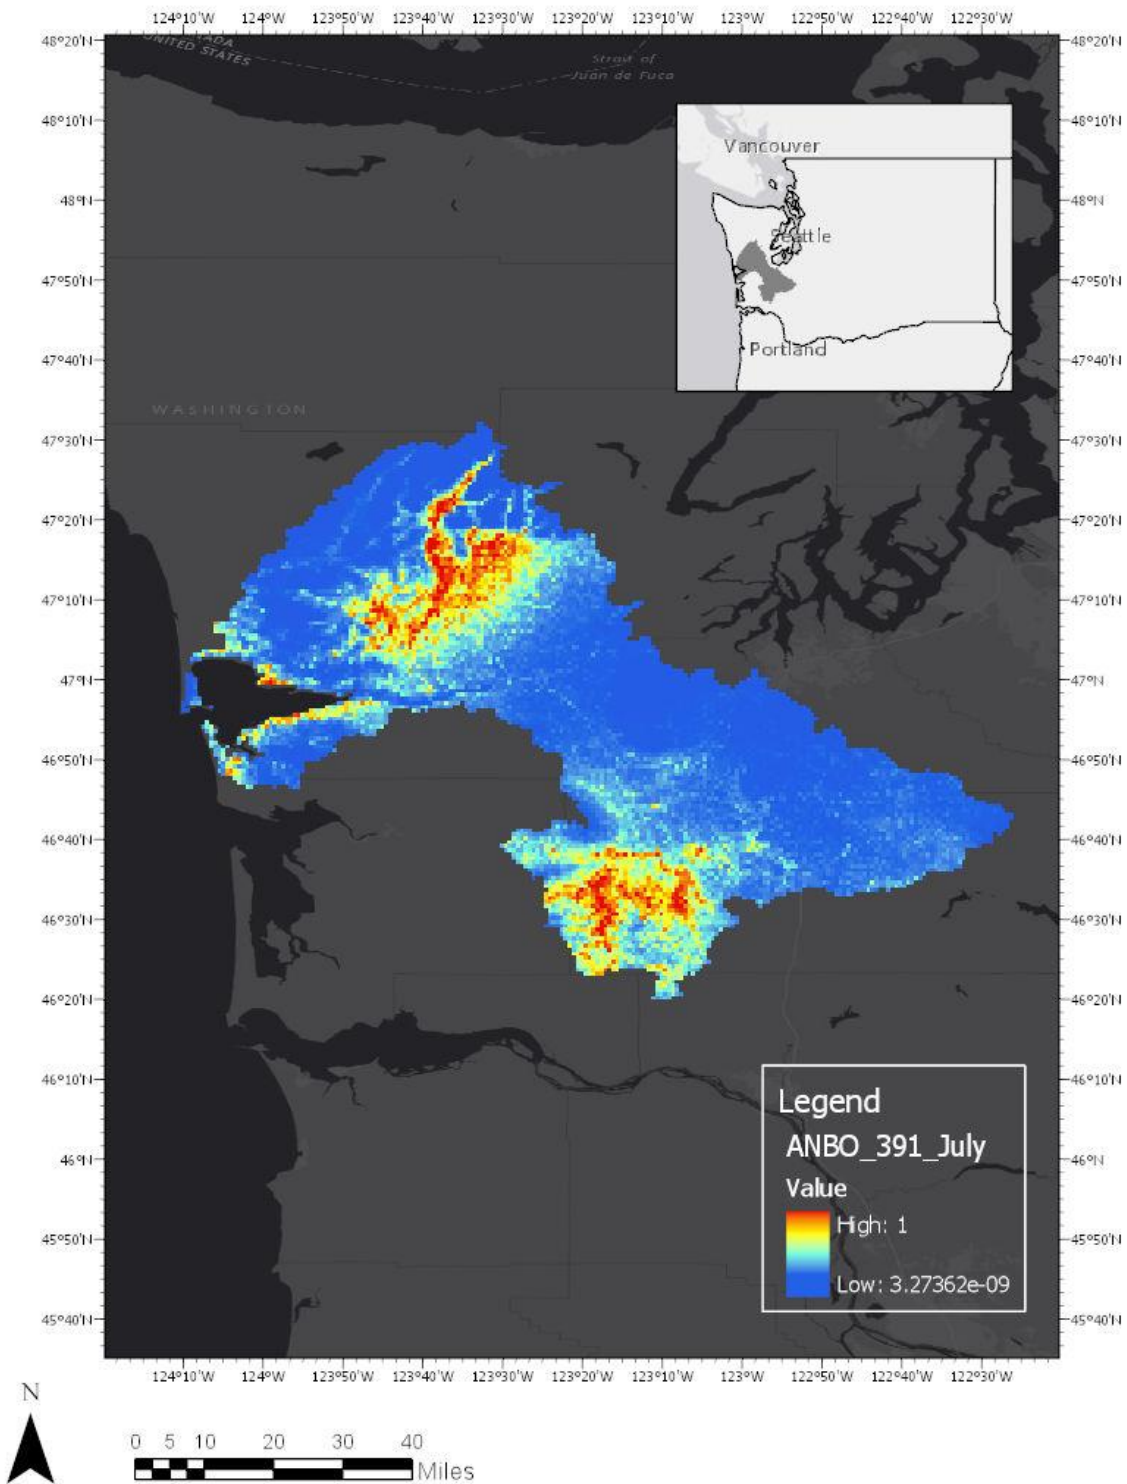 124°10'W 124°W 123°50'W 123°40'W 123°30'W 123°20'W 123°10'W 123°W 122°50'W 122°40'W 122°30'W
48°20'N 48°20'N
UNITED STATES
Strait of
Juan de Fuca
48°10'N 48°10'N
Vancouver
48°N 48°N
Seattle
47°50'N 47°50'N
Portland
47°40'N 47°40'N
WASHINGTON
47°30'N 47°30'N
47°20'N 47°20'N
47°10'N 47°10'N
47°N 47°N
46°50'N 46°50'N
46°40'N 46°40'N
46°30'N 46°30'N
46°20'N 46°20'N
46°10'N 46°10'N
Legend
ANBO_391_July
46°N 46°N
Value
High: 1
45°50'N 45°50'N
Low: 3.27362e-09
45°40'N 45°40'N
124°10'W 124°W 123°50'W 123°40'W 123°30'W 123°20'W 123°10'W 123°W 122°50'W 122°40'W 122°30'W
N
0 5 10 20 30 40
Miles